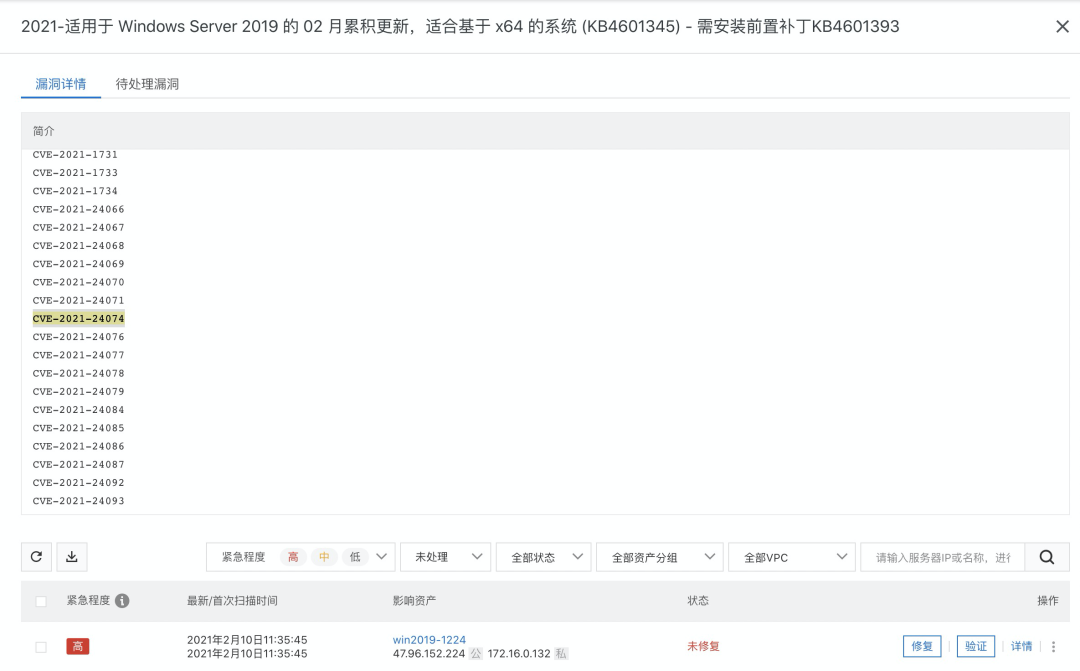 2021-适用于 Windows Server 2019 的 02 月累积更新，适合基于 x64 的系统 (KB4601345) - 需安装前置补丁KB4601393
漏洞详情 待处理漏洞
简介
CVE-2021-1731
CVE-2021-1733
CVE-2021-1734
CVE-2021-24066
CVE-2021-24067
CVE-2021-24068
CVE-2021-24069
CVE-2021-24070
CVE-2021-24071
CVE-2021-24074
CVE-2021-24076
CVE-2021-24077
CVE-2021-24078
CVE-2021-24079
CVE-2021-24084
CVE-2021-24085
CVE-2021-24086
CVE-2021-24087
CVE-2021-24092
CVE-2021-24093
紧急程度 高 中 低 未处理 全部状态 全部资产分组 全部VPC 请输入服务器IP或名称，进行
紧急程度 最新/首次扫描时间 影响资产 状态 操作
高 2021年2月10日11:35:45 win2019-1224 未修复 修复 验证 详情
2021年2月10日11:35:45 47.96.152.224 公 172.16.0.132 私